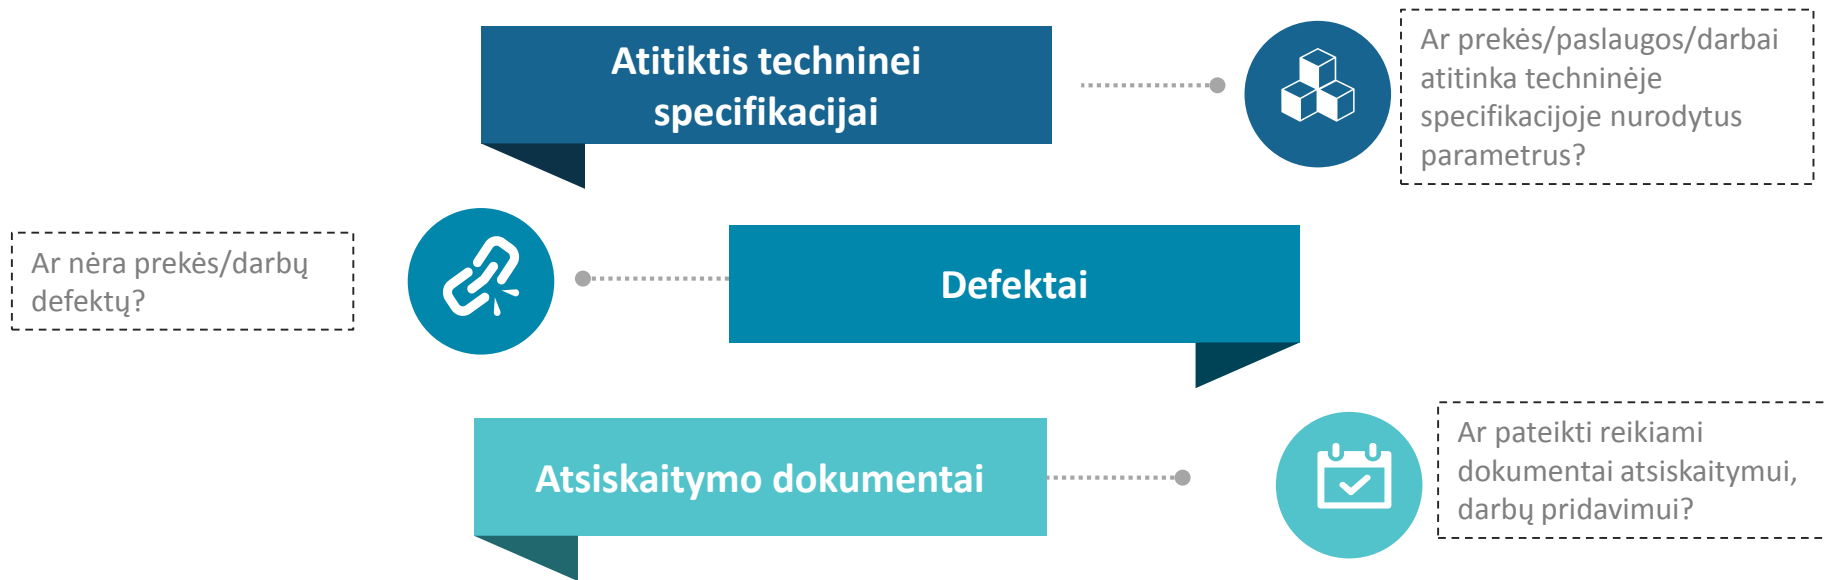 Atitiktis techninei
specifikacijai
Ar prekės/paslaugos/darbai
atitinka techninėje
specifikacijoje nurodytus
parametrus?
Ar nėra prekės/darbų
defektų?
Defektai
Atsiskaitymo dokumentai
Ar pateikti reikiami
dokumentai atsiskaitymui,
darbų pridavimui?